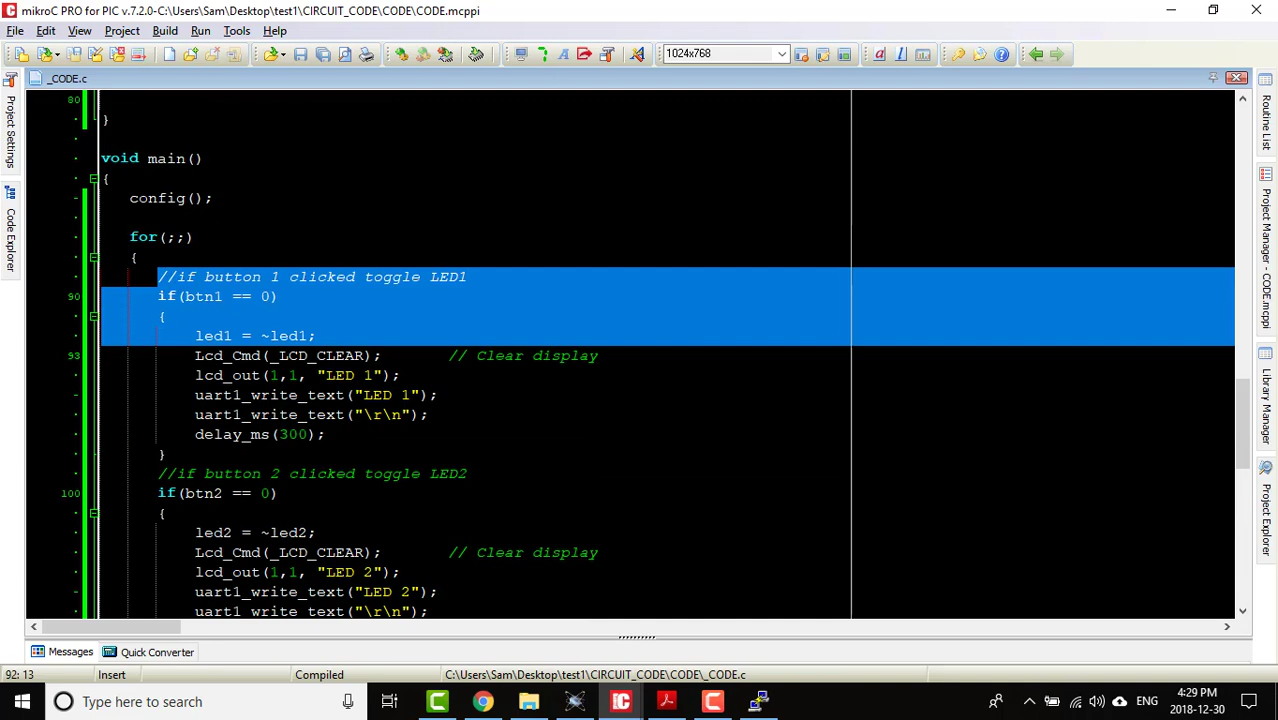 mikroC PRO for PIC v.7.2.0-C:\Users\Sam\Desktop\test1\CIRCUIT_CODE\CODE\CODE.mcppi
File Edit View Project Build Run Tools Help
1024x768
_CODE.c
Project Settings
Code Explorer
80
}
void main()
{
config();
for(;;)
{
//if button 1 clicked toggle LED1
90 if(btn1 == 0)
{
led1 = ~led1;
93 Lcd_Cmd(_LCD_CLEAR); // Clear display
lcd_out(1,1, "LED 1");
uart1_write_text("LED 1");
uart1_write_text("\r\n");
delay_ms(300);
}
//if button 2 clicked toggle LED2
100 if(btn2 == 0)
{
led2 = ~led2;
Lcd_Cmd(_LCD_CLEAR); // Clear display
lcd_out(1,1, "LED 2");
uart1_write_text("LED 2");
uart1_write_text("\r\n");
Routine List
Project Manager - CODE.mcppi
Library Manager
Project Explorer
Messages Quick Converter
92: 13 Insert Compiled C:\Users\Sam\Desktop\test1\CIRCUIT_CODE\CODE\_CODE.c
Type here to search
ENG
4:29 PM
2018-12-30